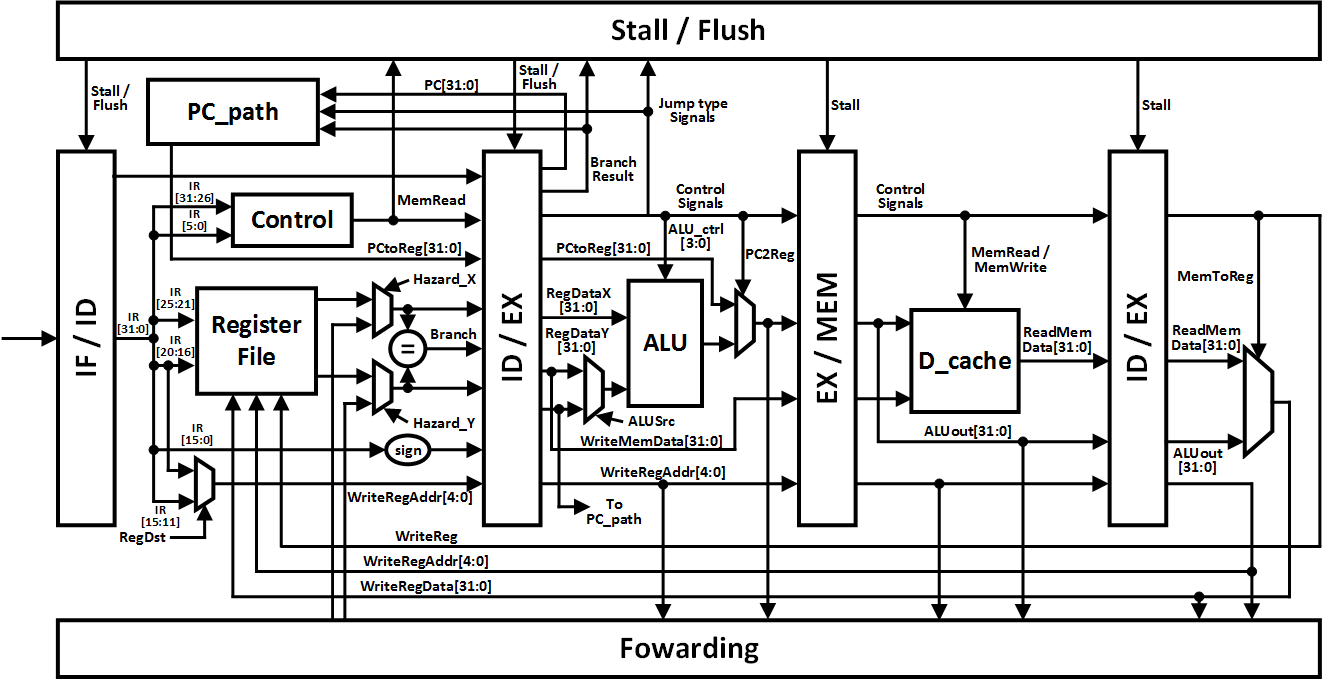 Stall / Flush
Stall /
Flush
PC_path
PC[31:0]
Stall /
Flush
Jump type
Signals
Stall
Stall
Branch
Result
IF / ID
IR
[31:26]
IR
[5:0]
Control
MemRead
Control
Signals
Control
Signals
PCtoReg[31:0]
ALU_ctrl
[3:0]
PCtoReg[31:0]
PC2Reg
MemRead /
MemWrite
MemToReg
Hazard_X
IR
[25:21]
IR
[31:0]
IR
[20:16]
Register
File
Branch
=
ID / EX
RegDataX
[31:0]
RegDataY
[31:0]
ALU
EX / MEM
D_cache
ReadMem
Data[31:0]
ID / EX
ReadMem
Data[31:0]
Hazard_Y
ALUSrc
IR
[15:0]
sign
WriteMemData[31:0]
ALUout[31:0]
ALUout
[31:0]
WriteRegAddr[4:0]
WriteRegAddr[4:0]
IR
[15:11]
RegDst
To
PC_path
WriteReg
WriteRegAddr[4:0]
WriteRegData[31:0]
Fowarding